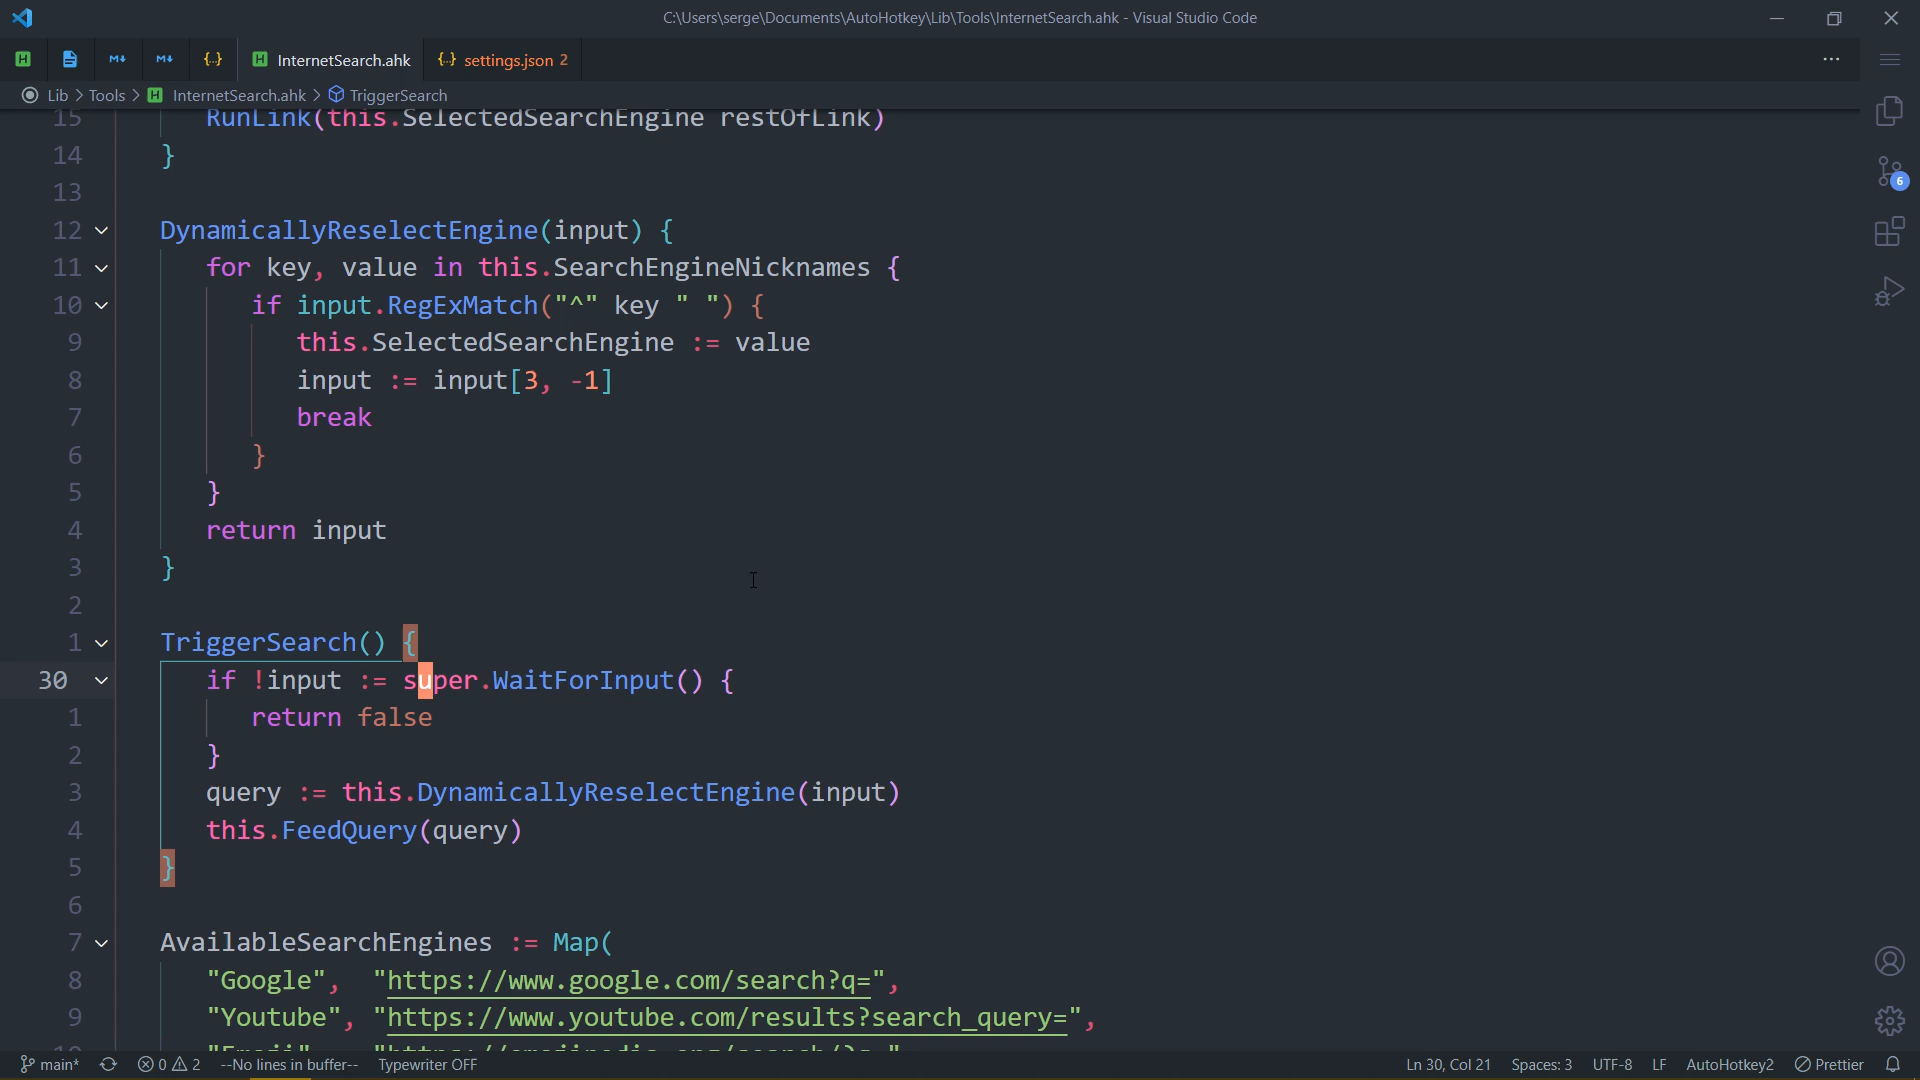 C:\Users\serge\Documents\AutoHotkey\Lib\Tools\InternetSearch.ahk - Visual Studio Code
H M↓ M↓ {} H InternetSearch.ahk {} settings.json 2 ...
Lib > Tools > H InternetSearch.ahk > TriggerSearch
15 RunLink(this.SelectedSearchEngine restOfLink)
14 }
13
12 DynamicallyReselectEngine(input) {
11 for key, value in this.SearchEngineNicknames {
10 if input.RegExMatch("^" key " ") {
9 this.SelectedSearchEngine := value
8 input := input[3, -1]
7 break
6 }
5 }
4 return input
3 }
2
1 TriggerSearch() {
30 if !input := super.WaitForInput() {
1 return false
2 }
3 query := this.DynamicallyReselectEngine(input)
4 this.FeedQuery(query)
5 }
6
7 AvailableSearchEngines := Map(
8 "Google", "https://www.google.com/search?q=",
9 "Youtube", "https://www.youtube.com/results?search_query=",
6
main* 0 2 --No lines in buffer-- Typewriter OFF Ln 30, Col 21 Spaces: 3 UTF-8 LF AutoHotkey2 Prettier